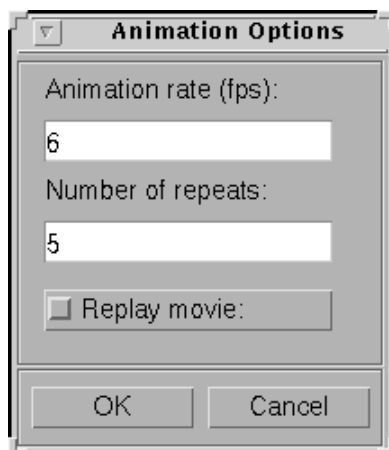 Animation Options
Animation rate (fps):
6
Number of repeats:
5
Replay movie:
OK Cancel